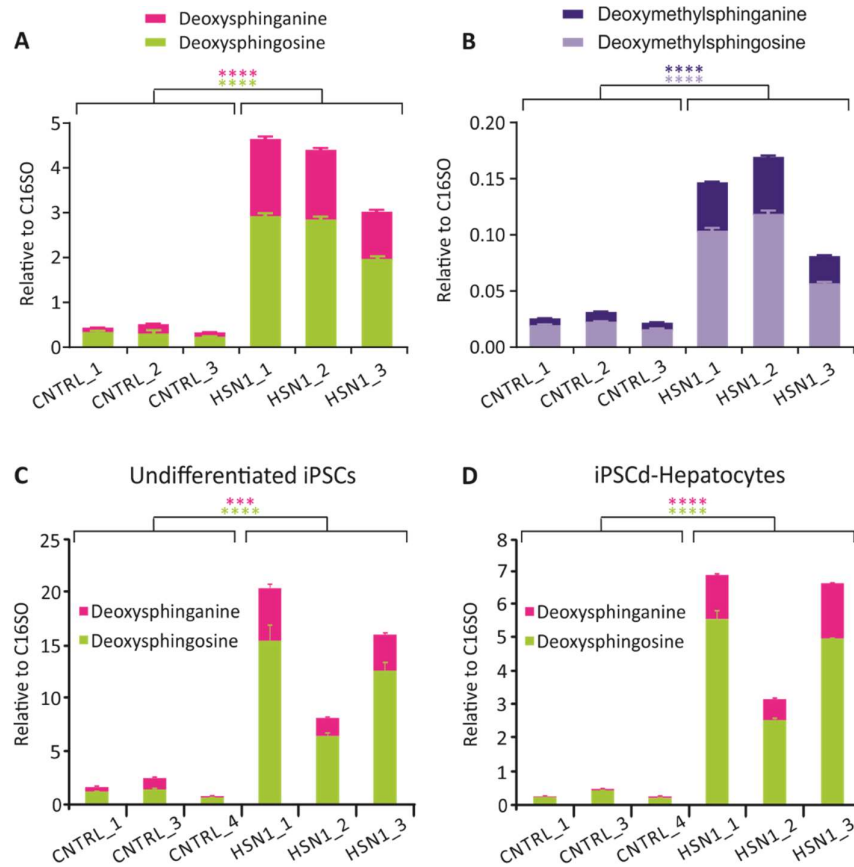 A
Deoxysphinganine
Deoxysphingosine
****
****
Relative to C16SO
5
4
3
2
1
0
CNTRL_1
CNTRL_2
CNTRL_3
HSN1_1
HSN1_2
HSN1_3
B
Deoxymethylsphinganine
Deoxymethylsphingosine
****
****
Relative to C16SO
0.20
0.15
0.10
0.05
0.00
CNTRL_1
CNTRL_2
CNTRL_3
HSN1_1
HSN1_2
HSN1_3
C
Undifferentiated iPSCs
***
****
Relative to C16SO
25
20
15
10
5
0
Deoxysphinganine
Deoxysphingosine
CNTRL_1
CNTRL_3
CNTRL_4
HSN1_1
HSN1_2
HSN1_3
D
iPSCd-Hepatocytes
****
****
Relative to C16SO
8
7
6
5
4
3
2
1
0
Deoxysphinganine
Deoxysphingosine
CNTRL_1
CNTRL_3
CNTRL_4
HSN1_1
HSN1_2
HSN1_3